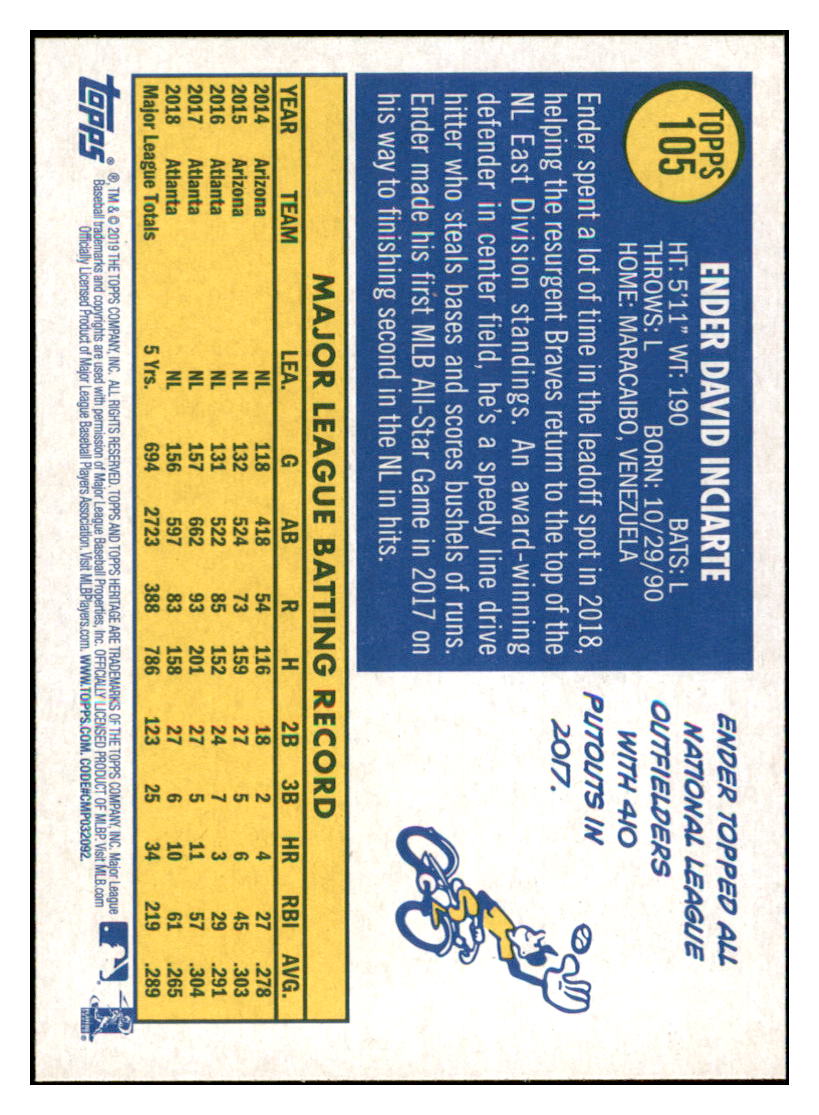 TOPPS
105
ENDER DAVID INCIARTE
HT: 5'11" WT: 190 BATS: L
THROWS: L BORN: 10/29/90
HOME: MARACAIBO, VENEZUELA
Ender spent a lot of time in the leadoff spot in 2018,
helping the resurgent Braves return to the top of the
NL East Division standings. An award-winning
defender in center field, he's a speedy line drive
hitter who steals bases and scores bushels of runs.
Ender made his first MLB All-Star Game in 2017 on
his way to finishing second in the NL in hits.
ENDER TOPPED ALL
NATIONAL LEAGUE
OUTFIELDERS
WITH 410
PUTOUTS IN
2017.
MAJOR LEAGUE BATTING RECORD
YEAR TEAM LEA. G AB R H 2B 3B HR RBI AVG.
2014 Arizona NL 118 418 54 116 18 2 4 27 .278
2015 Arizona NL 132 524 73 159 27 5 6 45 .303
2016 Atlanta NL 131 522 85 152 24 7 3 29 .291
2017 Atlanta NL 157 662 93 201 27 5 11 57 .304
2018 Atlanta NL 156 597 83 158 27 6 10 61 .265
Major League Totals 5 Yrs. 694 2723 388 786 123 25 34 219 .289
topps®
®, TM & © 2019 THE TOPPS COMPANY, INC. ALL RIGHTS RESERVED. TOPPS AND TOPPS HERITAGE ARE TRADEMARKS OF THE TOPPS COMPANY, INC. Major League
Baseball trademarks and copyrights are used with permission of Major League Baseball Properties, Inc. OFFICIALLY LICENSED PRODUCT OF MLBP. Visit MLB.com
Officially Licensed Product of Major League Baseball Players Association. Visit MLBPlayers.com. WWW.TOPPS.COM. CODE#CMP032092.